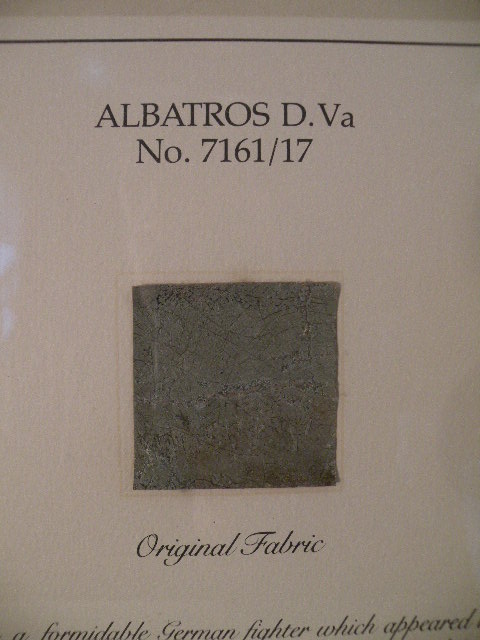 ALBATROS D.Va
No. 7161/17
Original Fabric
a formidable German fighter which appeared